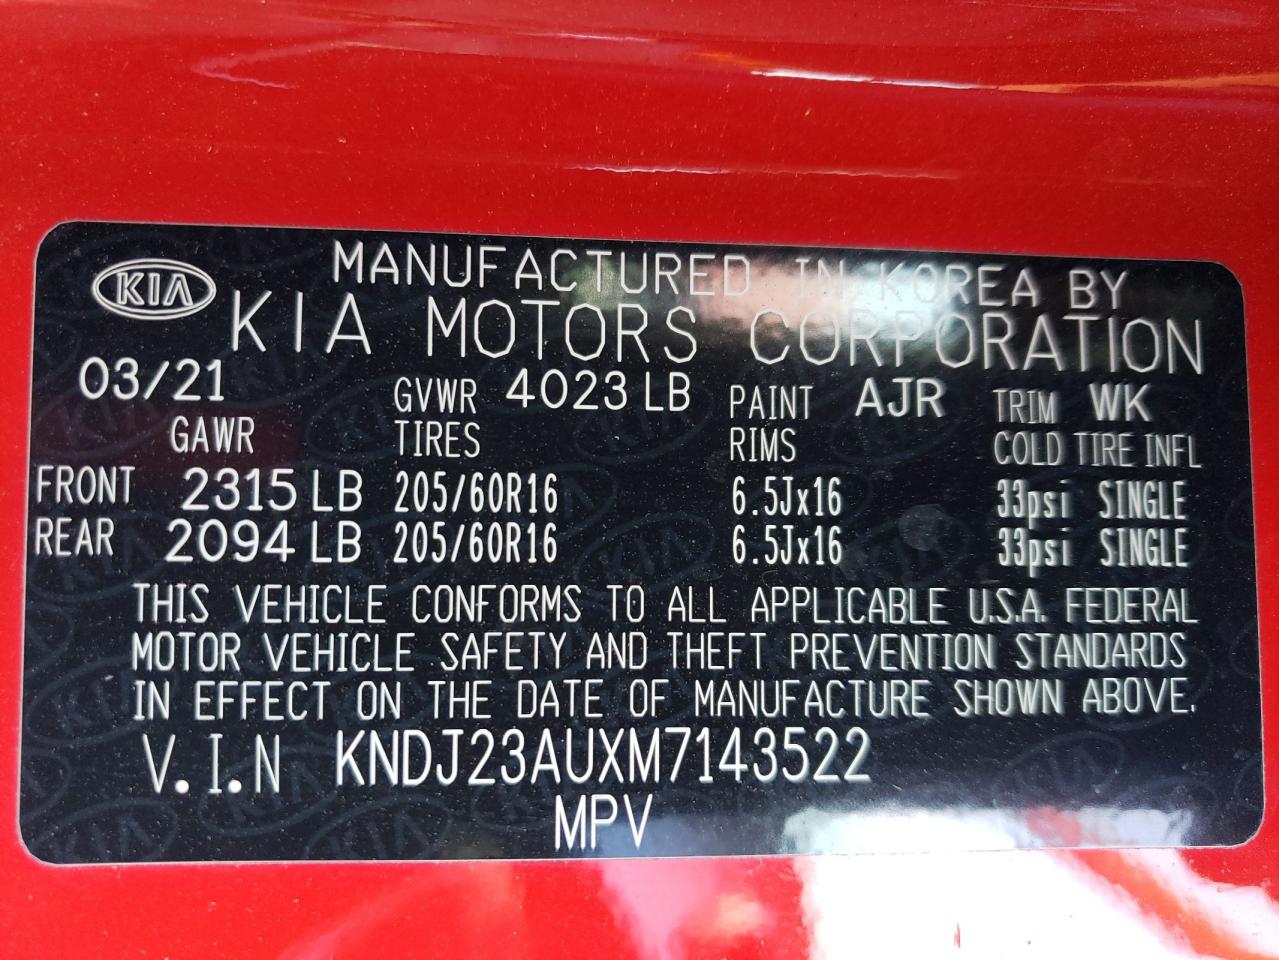 MANUFACTURED IN KOREA BY
KIA KIA MOTORS CORPORATION
03/21 GVWR 4023 LB PAINT AJR TRIM WK
GAWR TIRES RIMS COLD TIRE INFL
FRONT 2315 LB 205/60R16 6.5Jx16 33psi SINGLE
REAR 2094 LB 205/60R16 6.5Jx16 33psi SINGLE
THIS VEHICLE CONFORMS TO ALL APPLICABLE U.S.A. FEDERAL
MOTOR VEHICLE SAFETY AND THEFT PREVENTION STANDARDS
IN EFFECT ON THE DATE OF MANUFACTURE SHOWN ABOVE.
V.I.N KNDJ23AUXM7143522
MPV